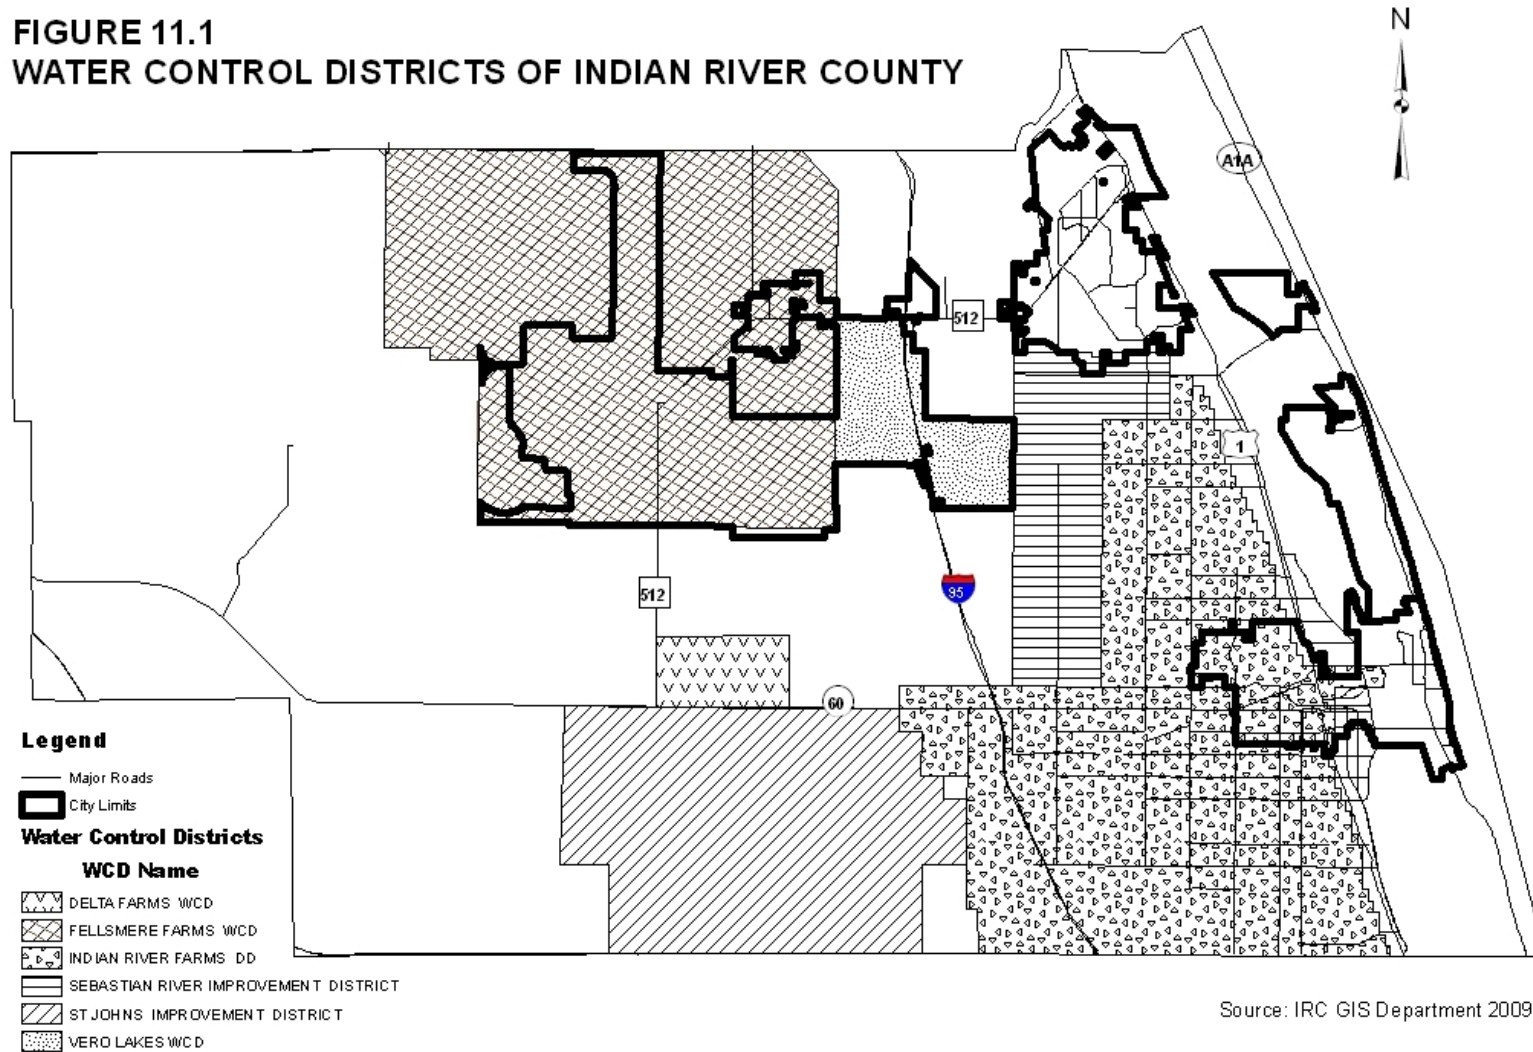 FIGURE 11.1
WATER CONTROL DISTRICTS OF INDIAN RIVER COUNTY
N
A1A
512
1
512
95
60
Legend
Major Roads
City Limits
Water Control Districts
WCD Name
DELTA FARMS WCD
FELLSMERE FARMS WCD
INDIAN RIVER FARMS DD
SEBASTIAN RIVER IMPROVEMENT DISTRICT
ST JOHNS IMPROVEMENT DISTRICT
VERO LAKES WCD
Source: IRC GIS Department 2009